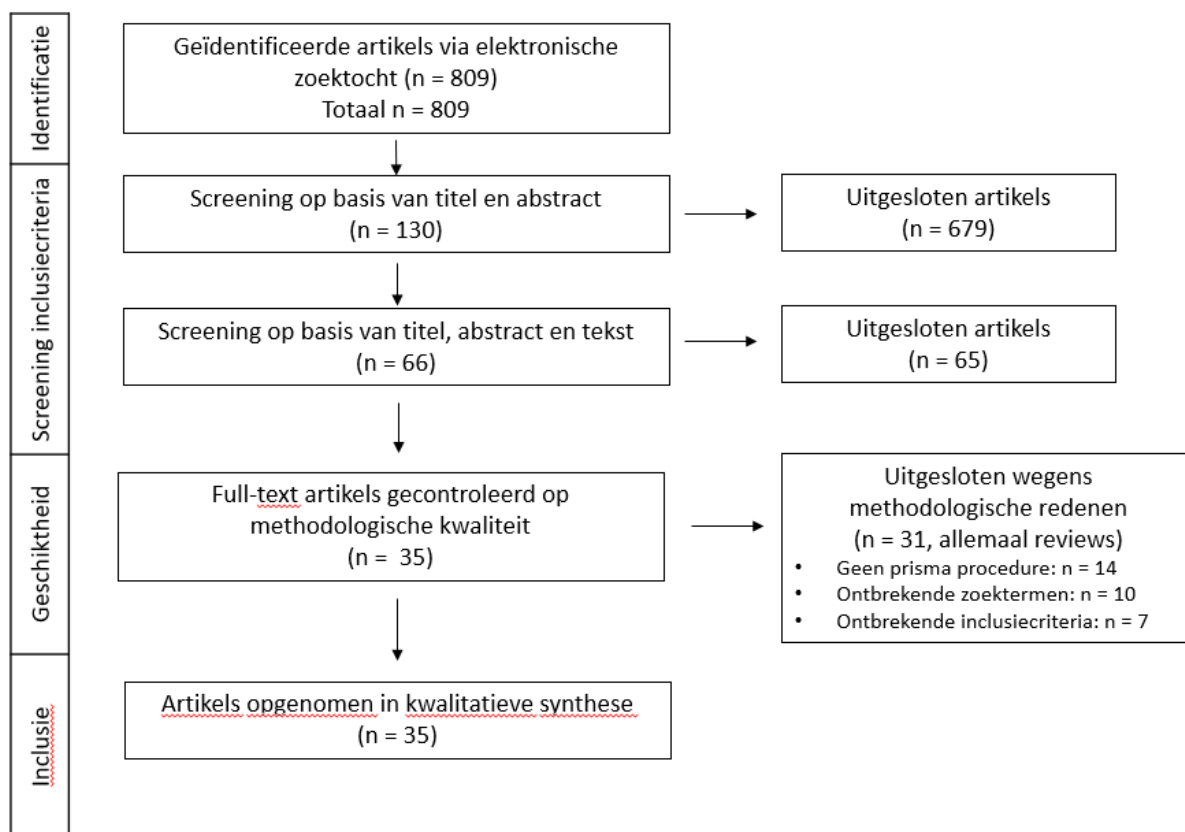 Identificatie
Geïdentificeerde artikels via elektronische
zoektocht (n = 809)
Totaal n = 809
Screening inclusiecriteria
Screening op basis van titel en abstract
(n = 130)
Uitgesloten artikels
(n = 679)
Screening op basis van titel, abstract en tekst
(n = 66)
Uitgesloten artikels
(n = 65)
Geschiktheid
Full-text artikels gecontroleerd op
methodologische kwaliteit
(n =  35)
Uitgesloten wegens
methodologische redenen
(n = 31, allemaal reviews)
• Geen prisma procedure: n = 14
• Ontbrekende zoektermen: n = 10
• Ontbrekende inclusiecriteria: n = 7
Inclusie
Artikels opgenomen in kwalitatieve synthese
(n = 35)